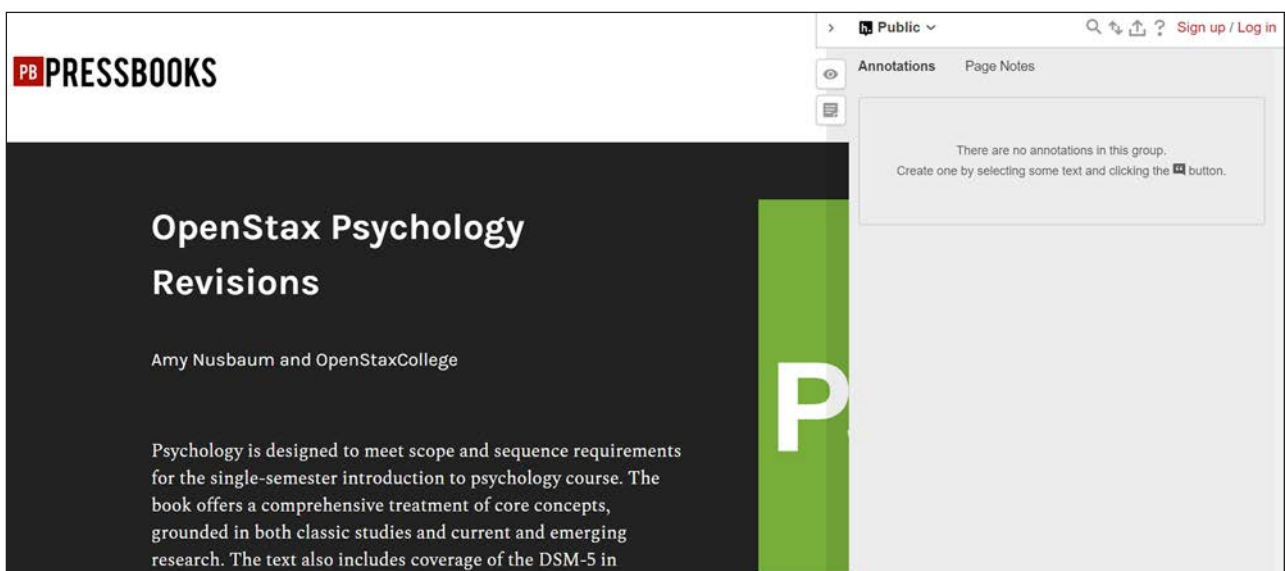 PB PRESSBOOKS
OpenStax Psychology
Revisions
Amy Nusbaum and OpenStaxCollege
Psychology is designed to meet scope and sequence requirements
for the single-semester introduction to psychology course. The
book offers a comprehensive treatment of core concepts,
grounded in both classic studies and current and emerging
research. The text also includes coverage of the DSM-5 in
P
h. Public
? Sign up / Log in
Annotations Page Notes
There are no annotations in this group.
Create one by selecting some text and clicking the button.